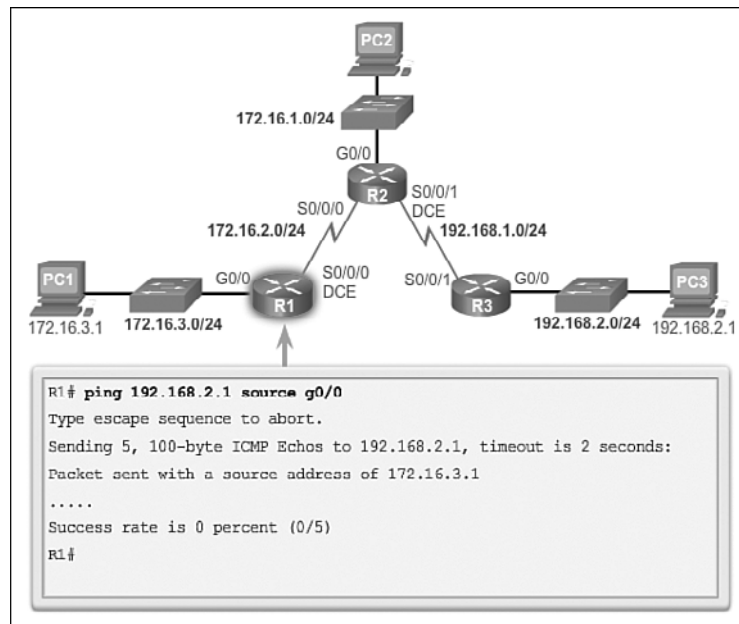 PC2
172.16.1.0/24
G0/0
R2
S0/0/0
S0/0/1
DCE
172.16.2.0/24
192.168.1.0/24
PC1
G0/0
S0/0/0
DCE
R1
S0/0/1
G0/0
R3
PC3
172.16.3.1
172.16.3.0/24
192.168.2.0/24
192.168.2.1
R1# ping 192.168.2.1 source g0/0
Type escape sequence to abort.
Sending 5, 100-byte ICMP Echos to 192.168.2.1, timeout is 2 seconds:
Packet sent with a source address of 172.16.3.1
.....
Success rate is 0 percent (0/5)
R1#